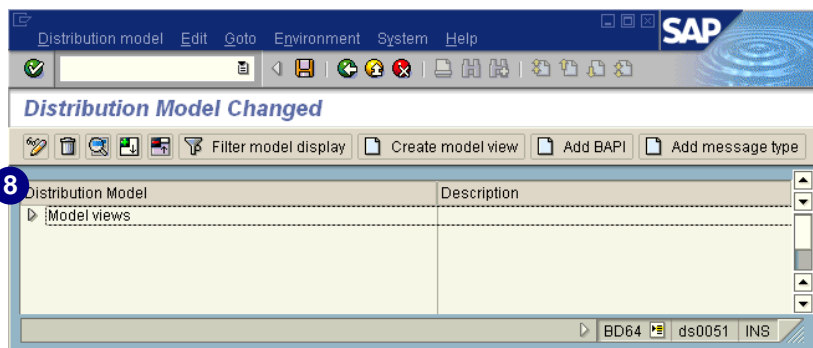 Distribution model Edit Goto Environment System Help
SAP
Distribution Model Changed
Filter model display Create model view Add BAPI Add message type
8
Distribution Model Description
Model views
BD64 ds0051 INS